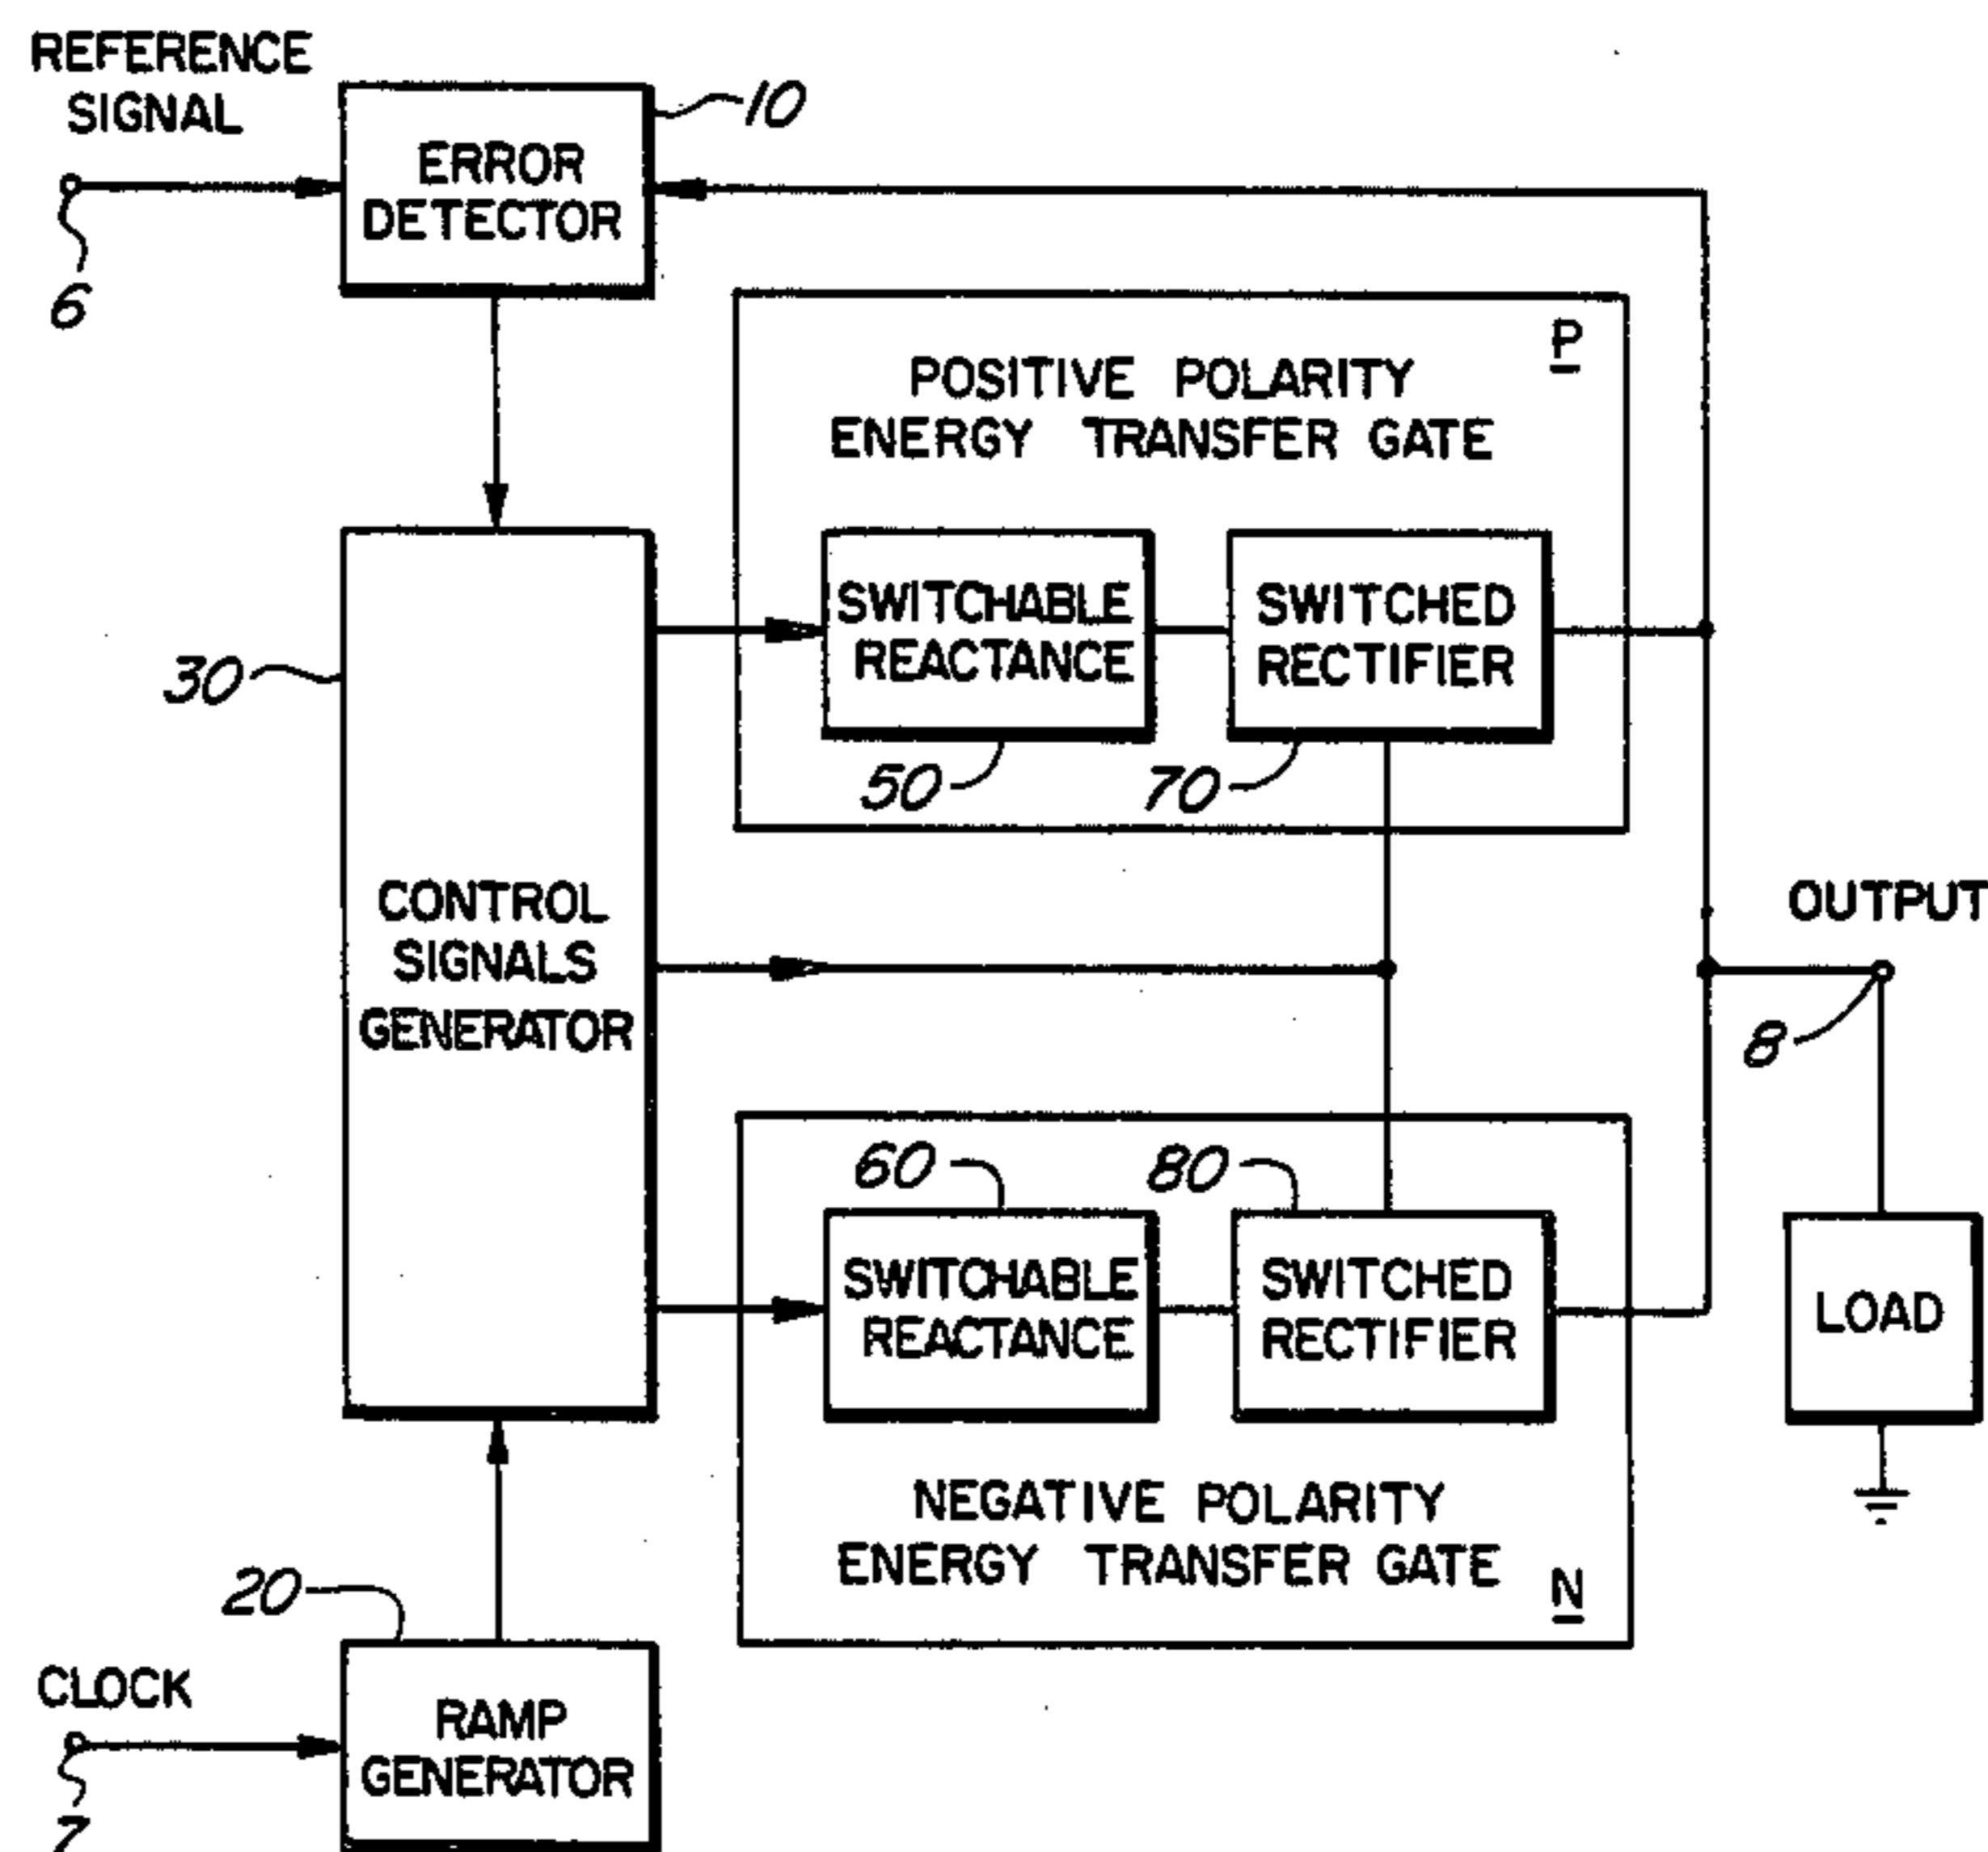 REFERENCE
SIGNAL
6
ERROR
DETECTOR
10
POSITIVE POLARITY
ENERGY TRANSFER GATE
P
SWITCHABLE
REACTANCE
50
SWITCHED
RECTIFIER
70
30
CONTROL
SIGNALS
GENERATOR
OUTPUT
8
LOAD
60
SWITCHABLE
REACTANCE
80
SWITCHED
RECTIFIER
NEGATIVE POLARITY
ENERGY TRANSFER GATE
N
20
CLOCK
7
RAMP
GENERATOR